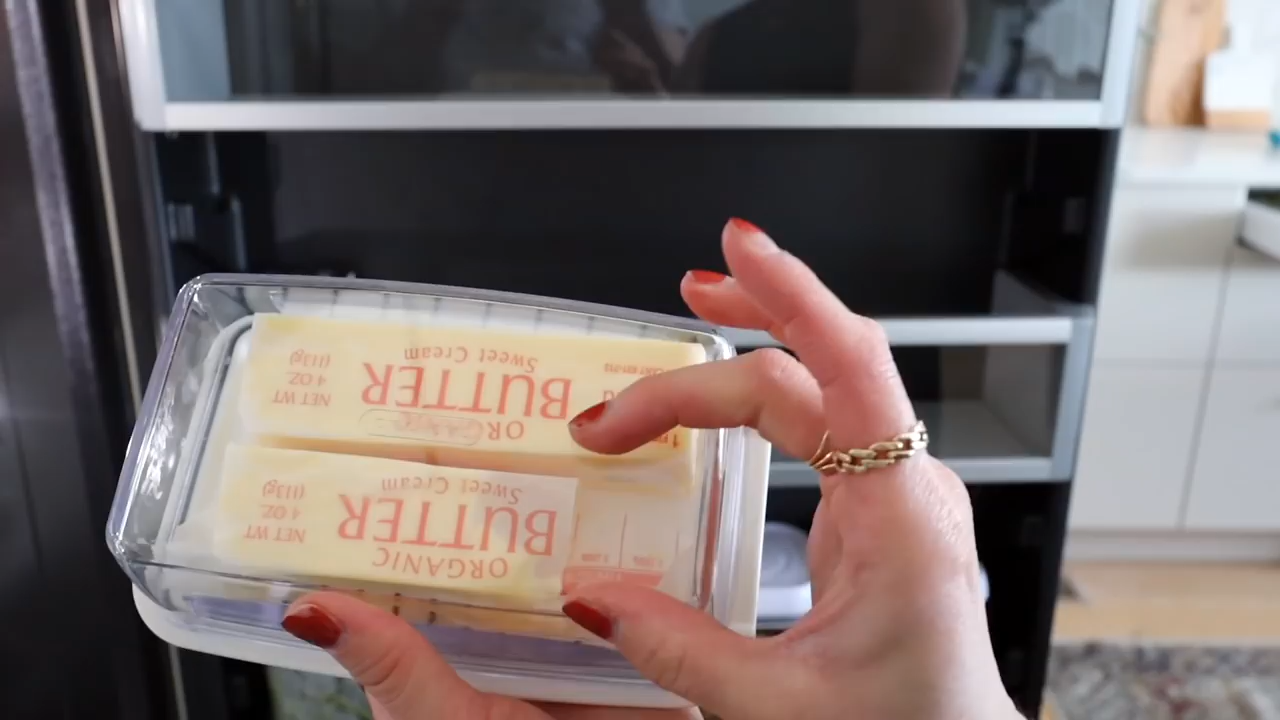 ORGANIC
BUTTER
Sweet Cream
NET WT
4 OZ.
(113g)
BUTTER
Sweet Cream
NET WT
4 OZ.
(113g)